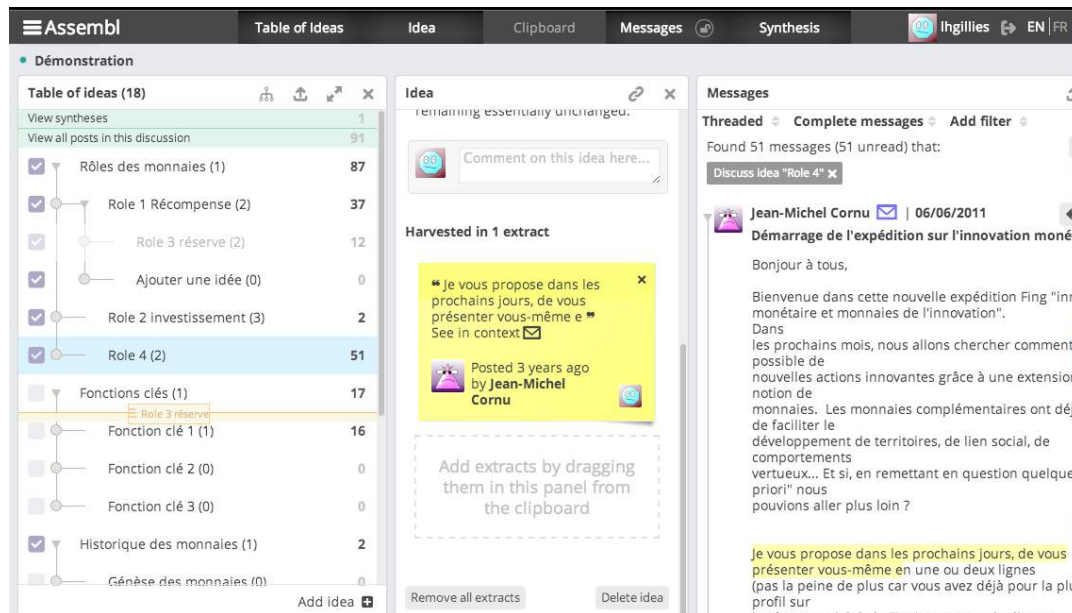 Assembl
Table of Ideas
Idea
Clipboard
Messages
Synthesis
lhgillies
EN|FR
Démonstration
Table of ideas (18)
View syntheses 1
View all posts in this discussion 91
Rôles des monnaies (1) 87
Role 1 Récompense (2) 37
Role 3 réserve (2) 12
Ajouter une idée (0) 0
Role 2 investissement (3) 2
Role 4 (2) 51
Fonctions clés (1) 17
Role 3 réserve
Fonction clé 1 (1) 16
Fonction clé 2 (0) 0
Fonction clé 3 (0) 0
Historique des monnaies (1) 2
Génèse des monnaies (0) 0
Add idea
Idea
remaining essentially unchanged.
Comment on this idea here...
Harvested in 1 extract
❝ Je vous propose dans les
prochains jours, de vous
présenter vous-même e ❞
See in context
Posted 3 years ago
by Jean-Michel
Cornu
Add extracts by dragging
them in this panel from
the clipboard
Remove all extracts
Delete idea
Messages
Threaded Complete messages Add filter
Found 51 messages (51 unread) that:
Discuss idea "Role 4" ×
Jean-Michel Cornu | 06/06/2011
Démarrage de l'expédition sur l'innovation moné
Bonjour à tous,
Bienvenue dans cette nouvelle expédition Fing "in
monétaire et monnaies de l'innovation".
Dans
les prochains mois, nous allons chercher comment
possible de
nouvelles actions innovantes grâce à une extension
notion de
monnaies. Les monnaies complémentaires ont déj
de faciliter le
développement de territoires, de lien social, de
comportements
vertueux... Et si, en remettant en question quelque
priori" nous
pouvions aller plus loin ?
Je vous propose dans les prochains jours, de vous
présenter vous-même en une ou deux lignes
(pas la peine de plus car vous avez déjà pour la plu
profil sur